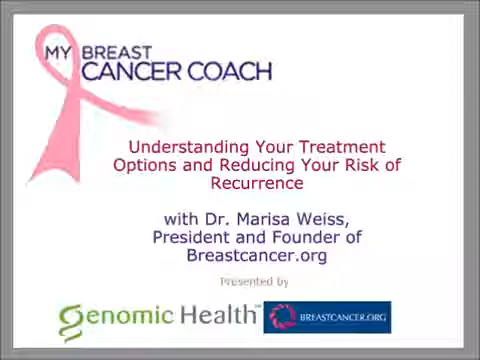 MY BREAST
CANCER COACH
Understanding Your Treatment
Options and Reducing Your Risk of
Recurrence
with Dr. Marisa Weiss,
President and Founder of
Breastcancer.org
Presented by
Genomic Health™
BREASTCANCER.ORG